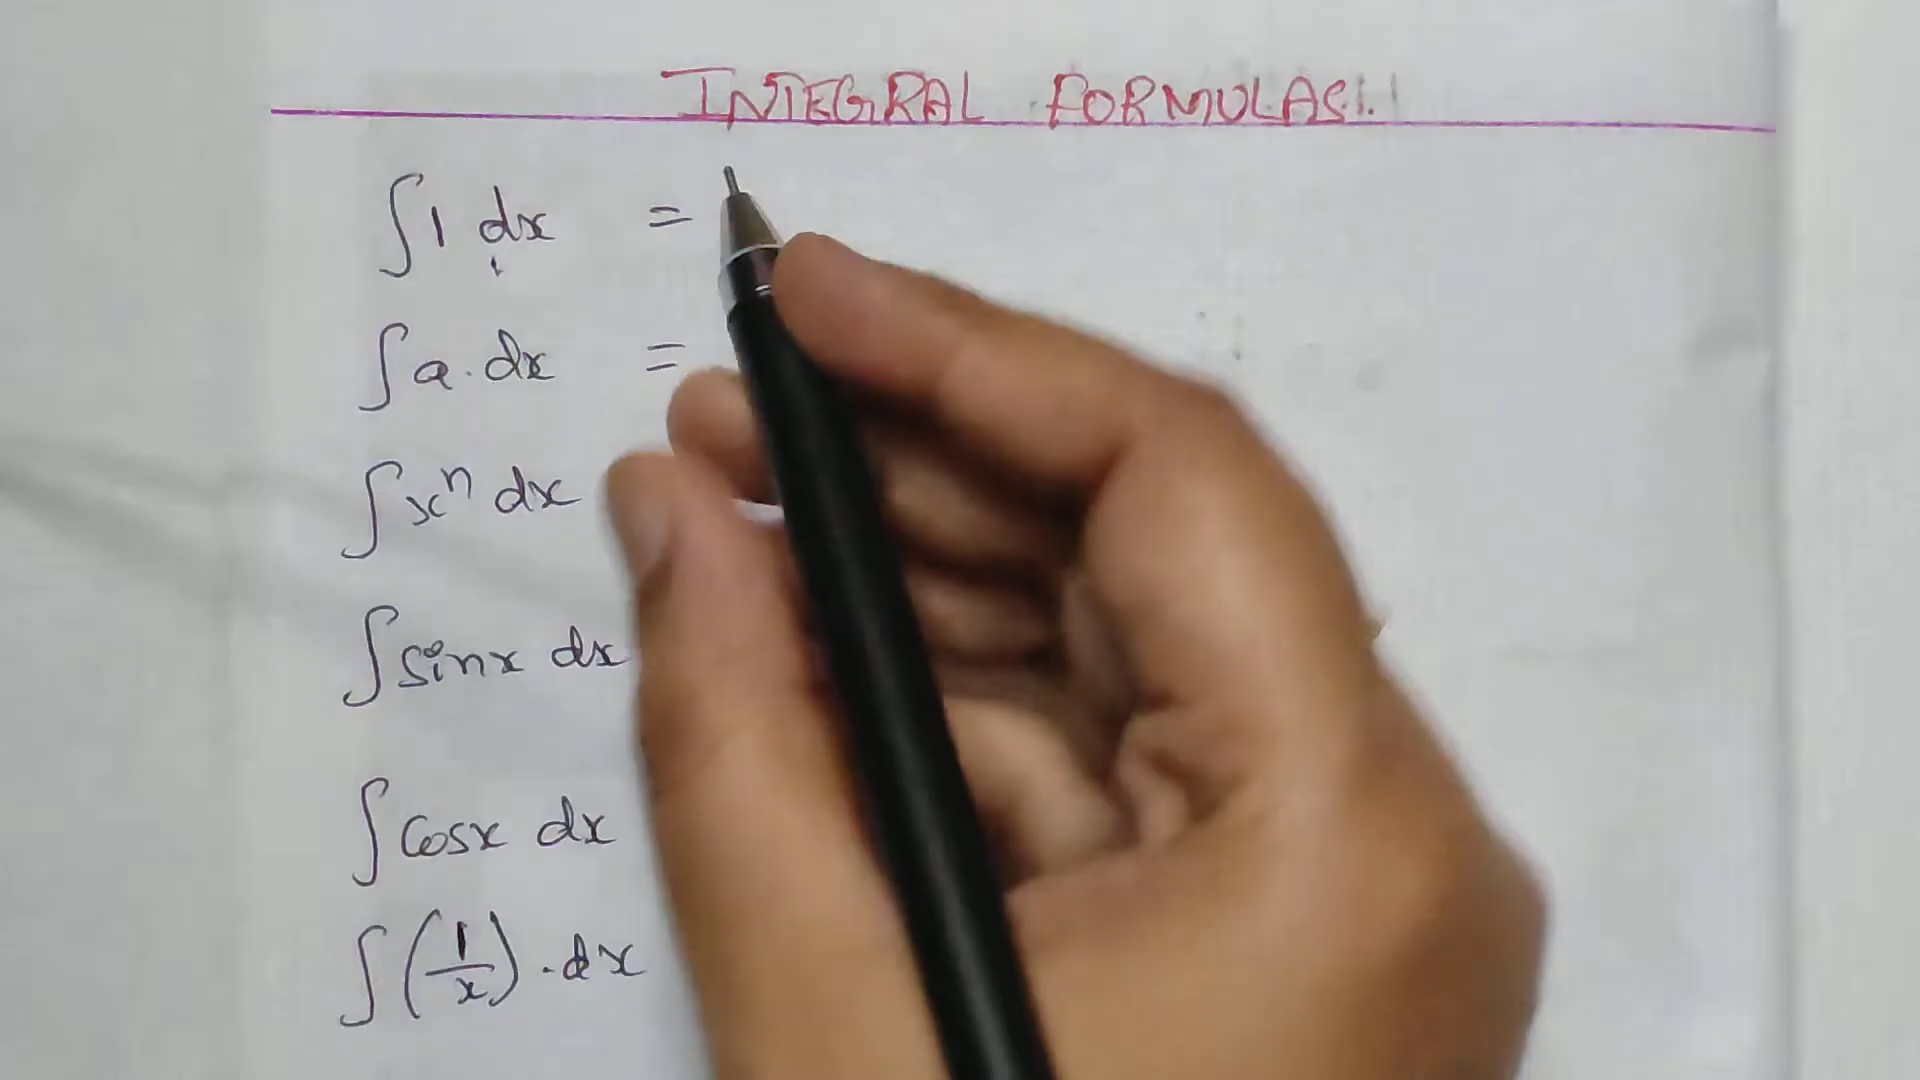 INTEGRAL FORMULAS!.
∫1 dx =
∫a.dx =
∫xⁿ dx
∫sinx dx
∫cosx dx
∫(1/x).dx